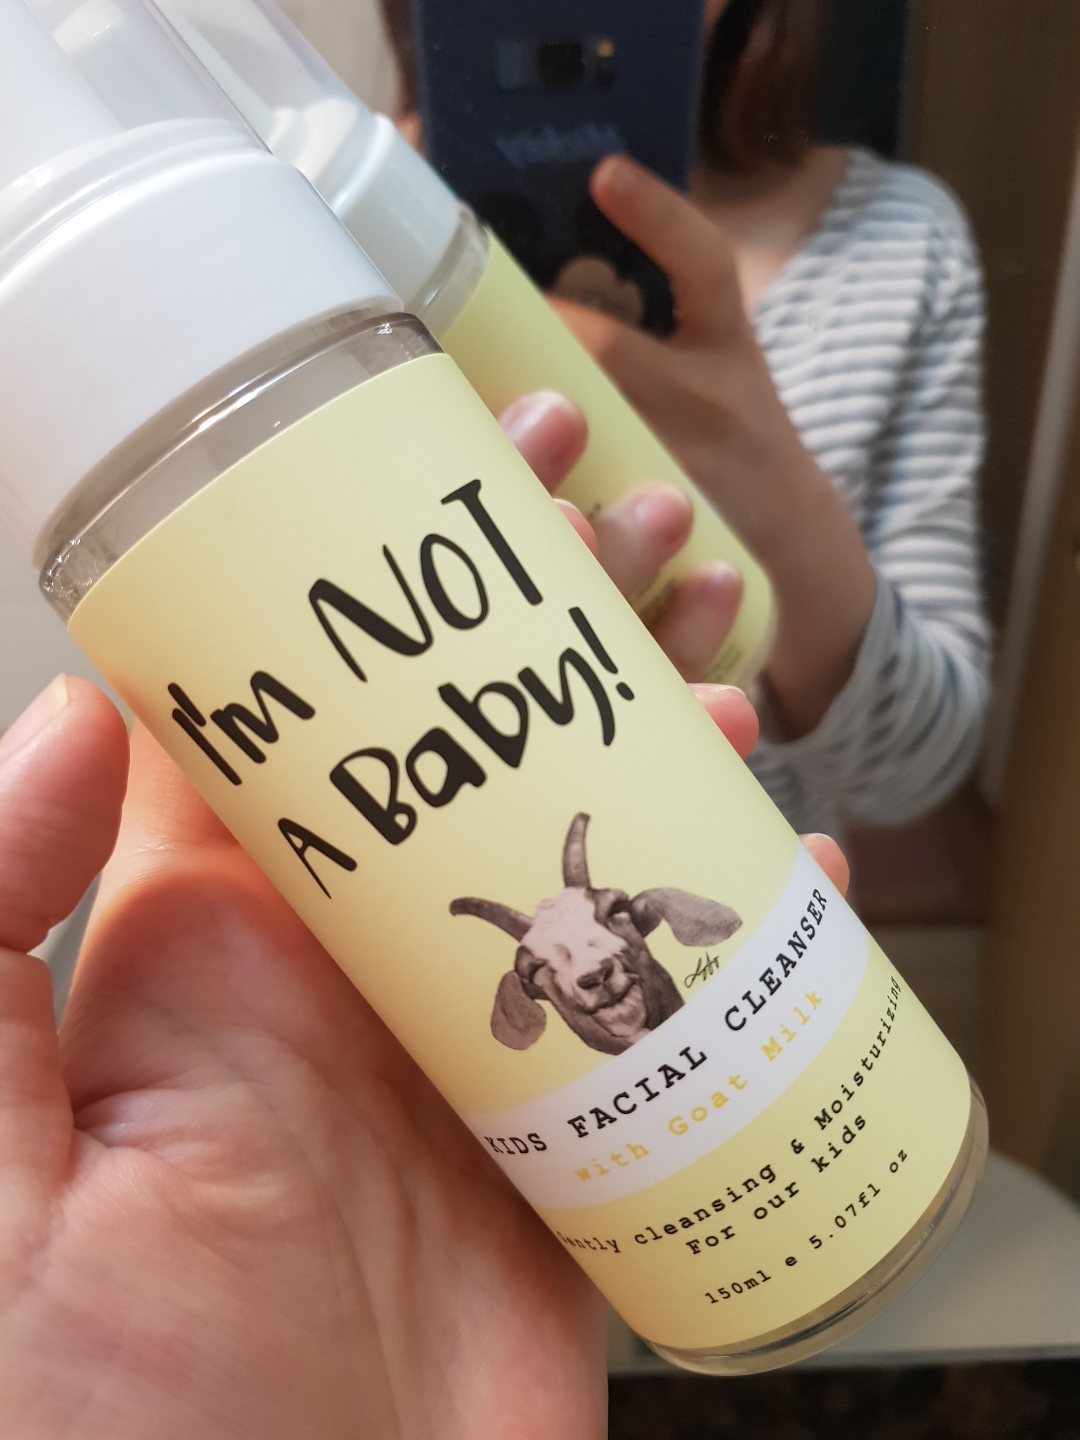 I'm NOT
A Baby!
KIDS FACIAL CLEANSER
with Goat Milk
Gently cleansing & Moisturizing
For our kids
150ml e 5.07fl oz